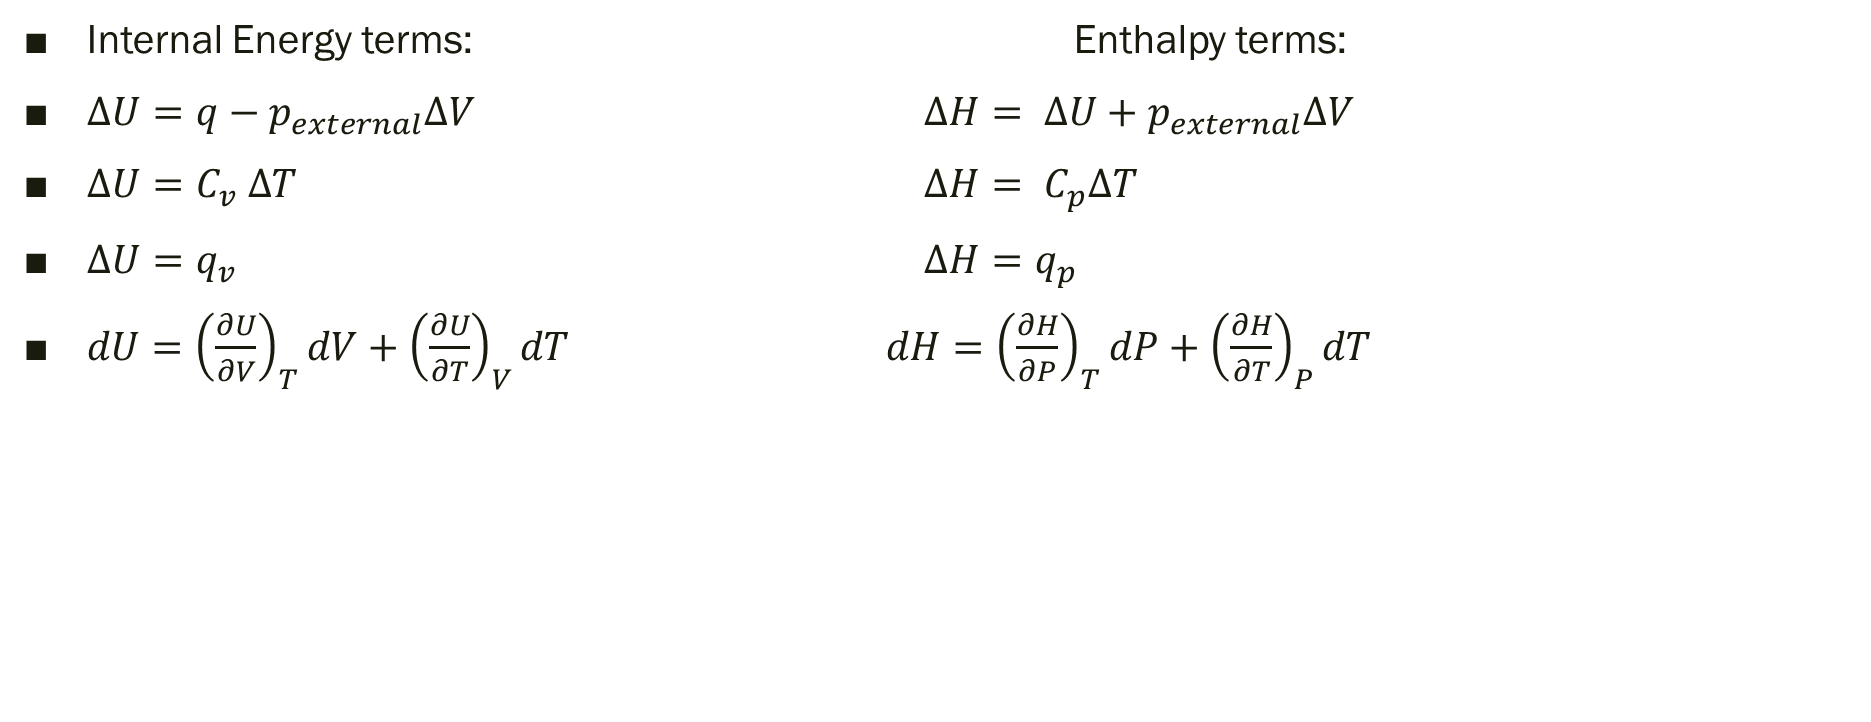 ■ Internal Energy terms: Enthalpy terms:
■ ΔU = q − p_external ΔV ΔH = ΔU + p_external ΔV
■ ΔU = C_v ΔT ΔH = C_p ΔT
■ ΔU = q_v ΔH = q_p
■ dU = (∂U/∂V)_T dV + (∂U/∂T)_V dT dH = (∂H/∂P)_T dP + (∂H/∂T)_P dT